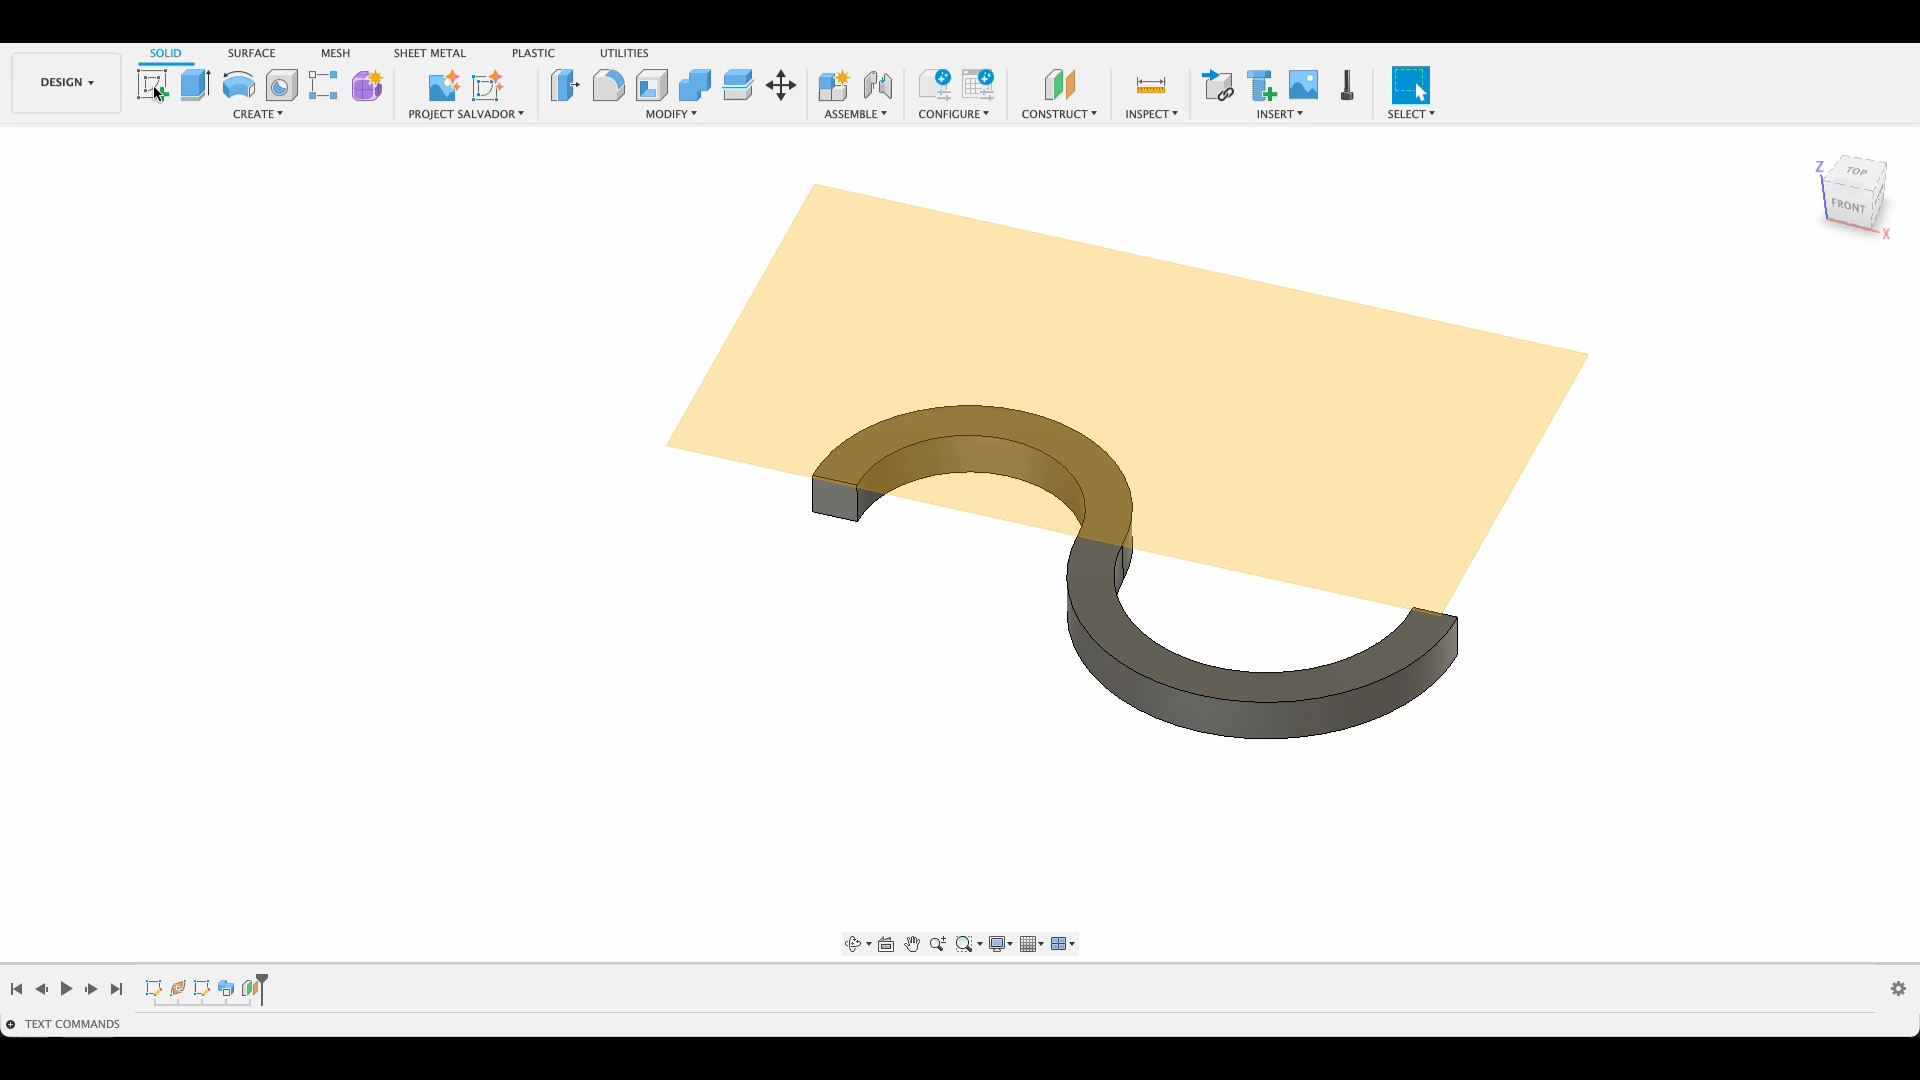 SOLID SURFACE MESH SHEET METAL PLASTIC UTILITIES
DESIGN
CREATE PROJECT SALVADOR MODIFY ASSEMBLE CONFIGURE CONSTRUCT INSPECT INSERT SELECT
Z TOP
FRONT
X
TEXT COMMANDS